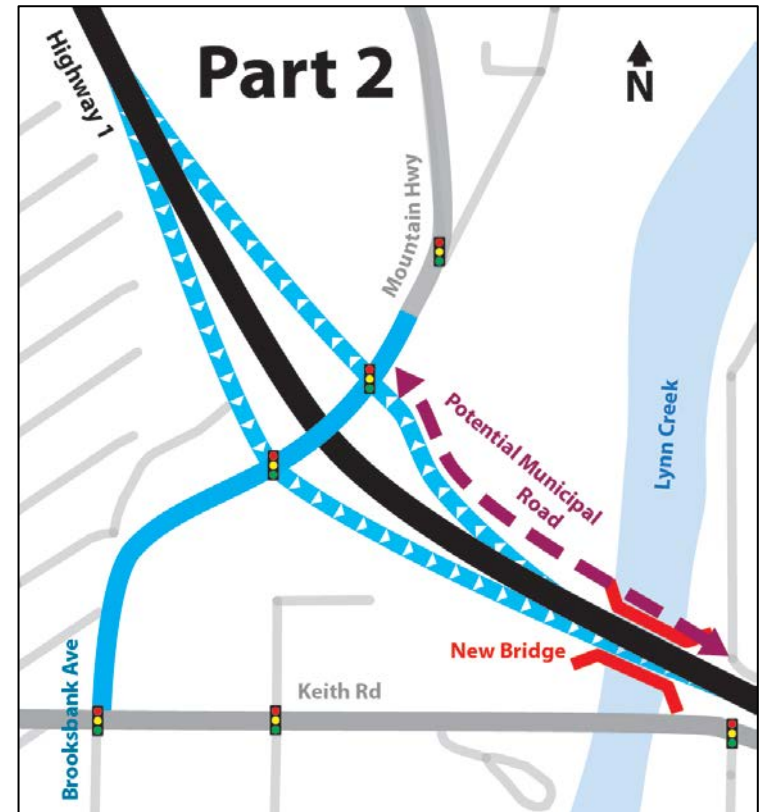 Highway 1
Part 2
N
Mountain Hwy
Potential Municipal
Road
Lynn Creek
New Bridge
Keith Rd
Brooksbank Ave